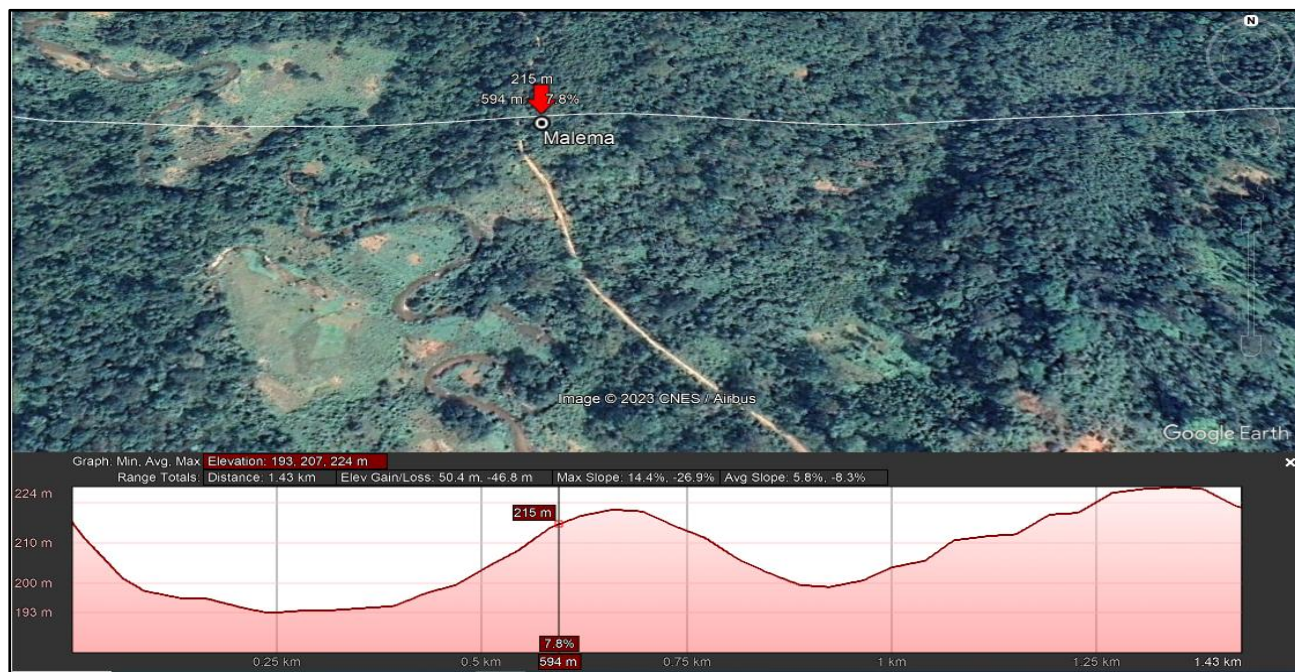 N
215 m
594 m 7.8%
Malema
Image © 2023 CNES / Airbus
Google Earth
Graph: Min, Avg, Max Elevation: 193, 207, 224 m
Range Totals: Distance: 1.43 km Elev Gain/Loss: 50.4 m, -46.8 m Max Slope: 14.4%, -26.9% Avg Slope: 5.8%, -8.3%
224 m
215 m
210 m
200 m
193 m
7.8%
0.25 km 0.5 km 594 m 0.75 km 1 km 1.25 km 1.43 km